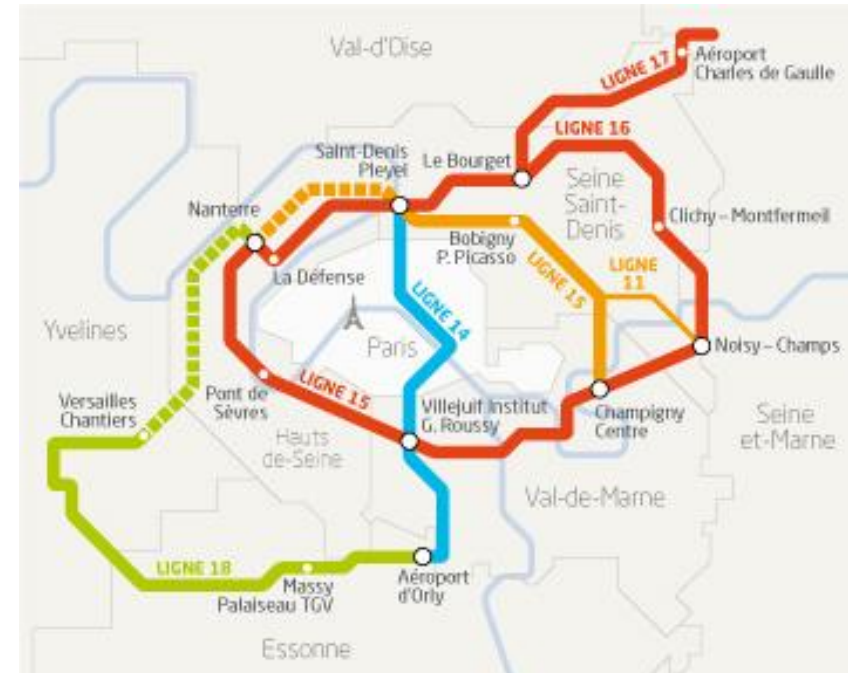 Val-d'Oise
Aéroport
Charles de Gaulle
LIGNE 17
LIGNE 16
Saint-Denis
Pleyel
Le Bourget
Seine
Saint-
Denis
Nanterre
Clichy – Montfermeil
Bobigny
P. Picasso
La Défense
LIGNE 15
LIGNE
11
LIGNE 14
Yvelines
Paris
Noisy – Champs
Versailles
Chantiers
Pont de
Sèvres
LIGNE 15
Villejuif Institut
G. Roussy
Champigny
Centre
Seine
et-Marne
Hauts
de-Seine
Val-de-Marne
LIGNE 18
Massy
Palaiseau TGV
Aéroport
d'Orly
Essonne